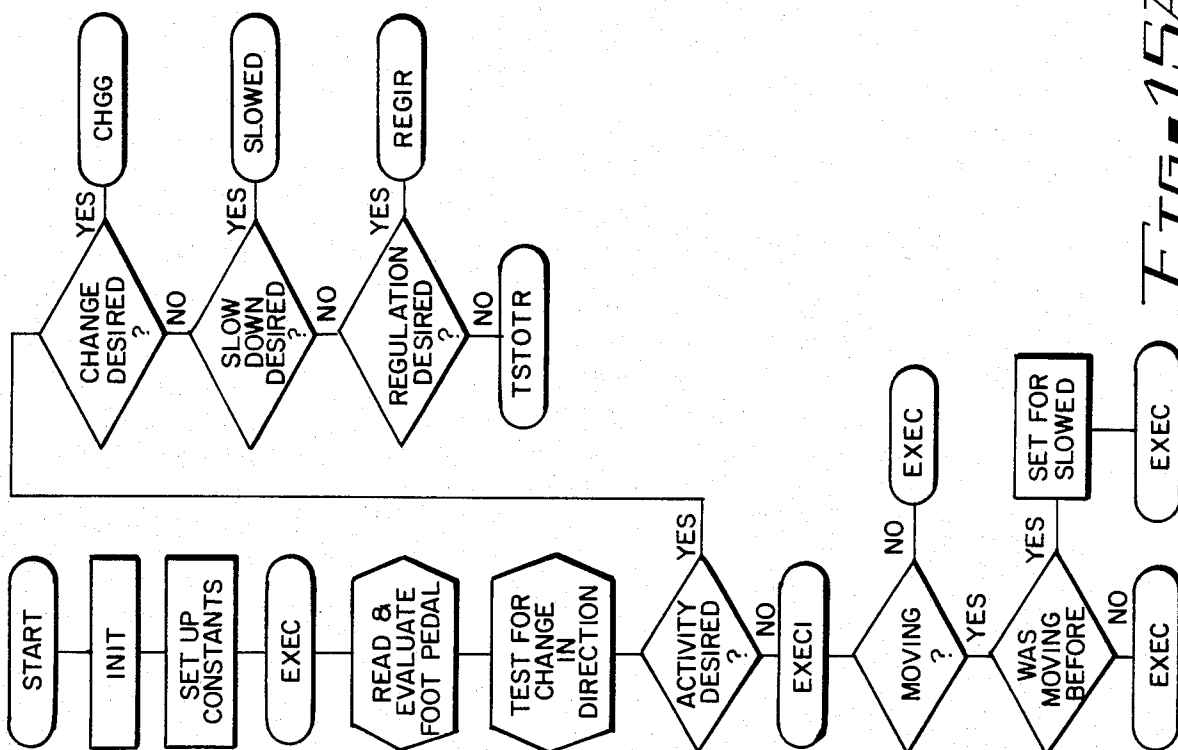 START
INIT
SET UP
CONSTANTS
EXEC
READ &
EVALUATE
FOOT PEDAL
TEST FOR
CHANGE
IN
DIRECTION
ACTIVITY
DESIRED
?
YES
NO
EXECI
MOVING
?
NO
EXEC
YES
WAS
MOVING
BEFORE
YES
SET FOR
SLOWED
EXEC
NO
EXEC
CHANGE
DESIRED
?
YES
CHGG
NO
SLOW
DOWN
DESIRED
?
YES
SLOWED
NO
REGULATION
DESIRED
?
YES
REGIR
NO
TSTOTR
FIG-15A